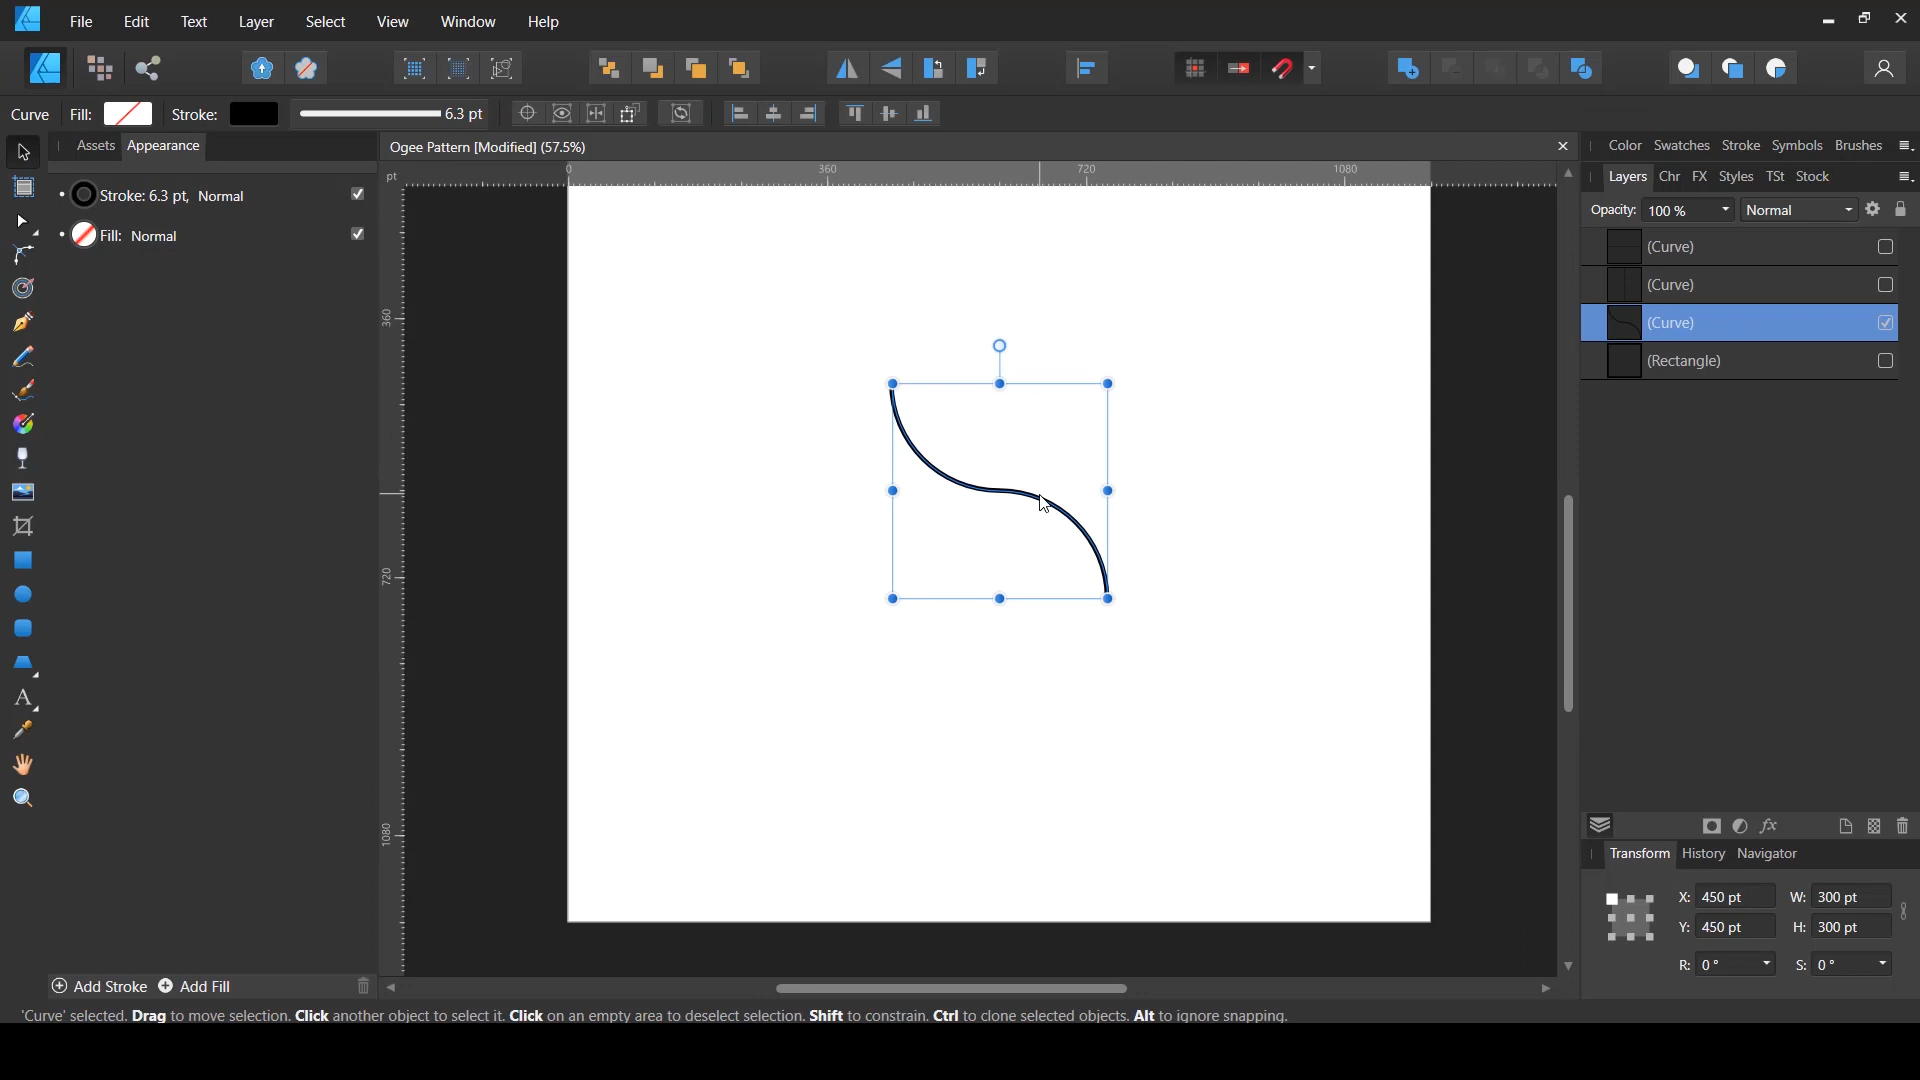 File Edit Text Layer Select View Window Help
Curve Fill: Stroke: 6.3 pt
Assets Appearance
Stroke: 6.3 pt, Normal
Fill: Normal
Add Stroke Add Fill
Ogee Pattern [Modified] (57.5%)
pt 0 360 720 1080
360
720
1080
Color Swatches Stroke Symbols Brushes
Layers Chr FX Styles TSt Stock
Opacity: 100 % Normal
(Curve)
(Curve)
(Curve)
(Rectangle)
fx
Transform History Navigator
X: 450 pt W: 300 pt
Y: 450 pt H: 300 pt
R: 0 ° S: 0 °
'Curve' selected. Drag to move selection. Click another object to select it. Click on an empty area to deselect selection. Shift to constrain. Ctrl to clone selected objects. Alt to ignore snapping.